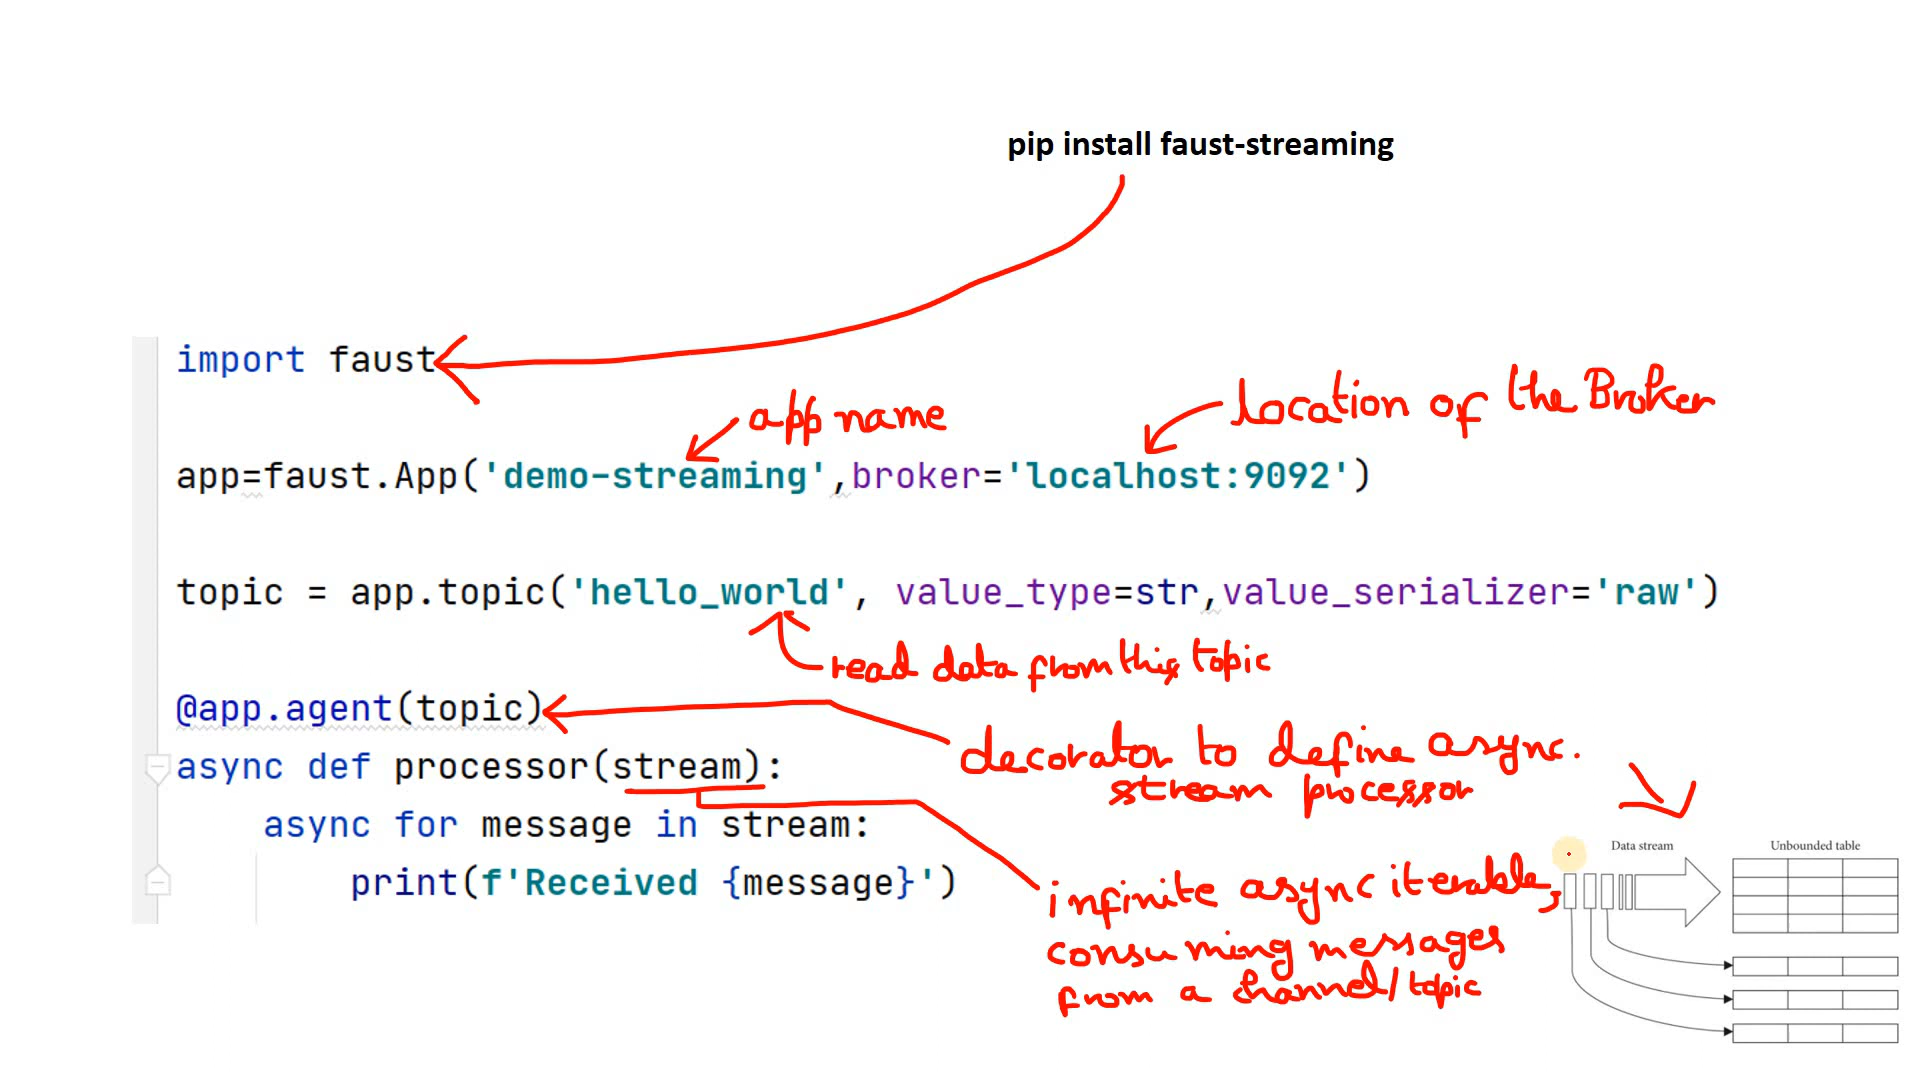 pip install faust-streaming
import faust
app name
location of the Broker
app=faust.App('demo-streaming',broker='localhost:9092')
topic = app.topic('hello_world', value_type=str,value_serializer='raw')
read data from this topic
@app.agent(topic)
decorator to define async.
stream processor
async def processor(stream):
async for message in stream:
print(f'Received {message}')
infinite async iterable,
consuming messages
from a channel/topic
Data stream
Unbounded table